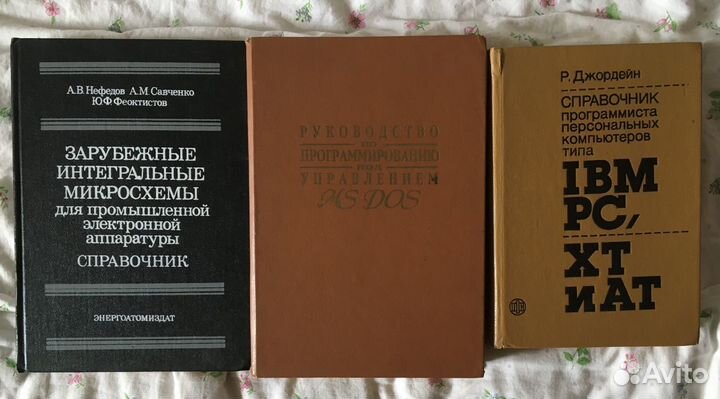 А.В.Нефедов А.М.Савченко
Ю.Ф.Феоктистов
ЗАРУБЕЖНЫЕ
ИНТЕГРАЛЬНЫЕ
МИКРОСХЕМЫ
для промышленной
электронной
аппаратуры
СПРАВОЧНИК
ЭНЕРГОАТОМИЗДАТ
РУКОВОДСТВО
ПО
ПРОГРАММИРОВАНИЮ
ПОД
УПРАВЛЕНИЕМ
MS DOS
Р. Джордейн
СПРАВОЧНИК
программиста
персональных
компьютеров
типа
IBM
PC,
XT
и AT
Avito